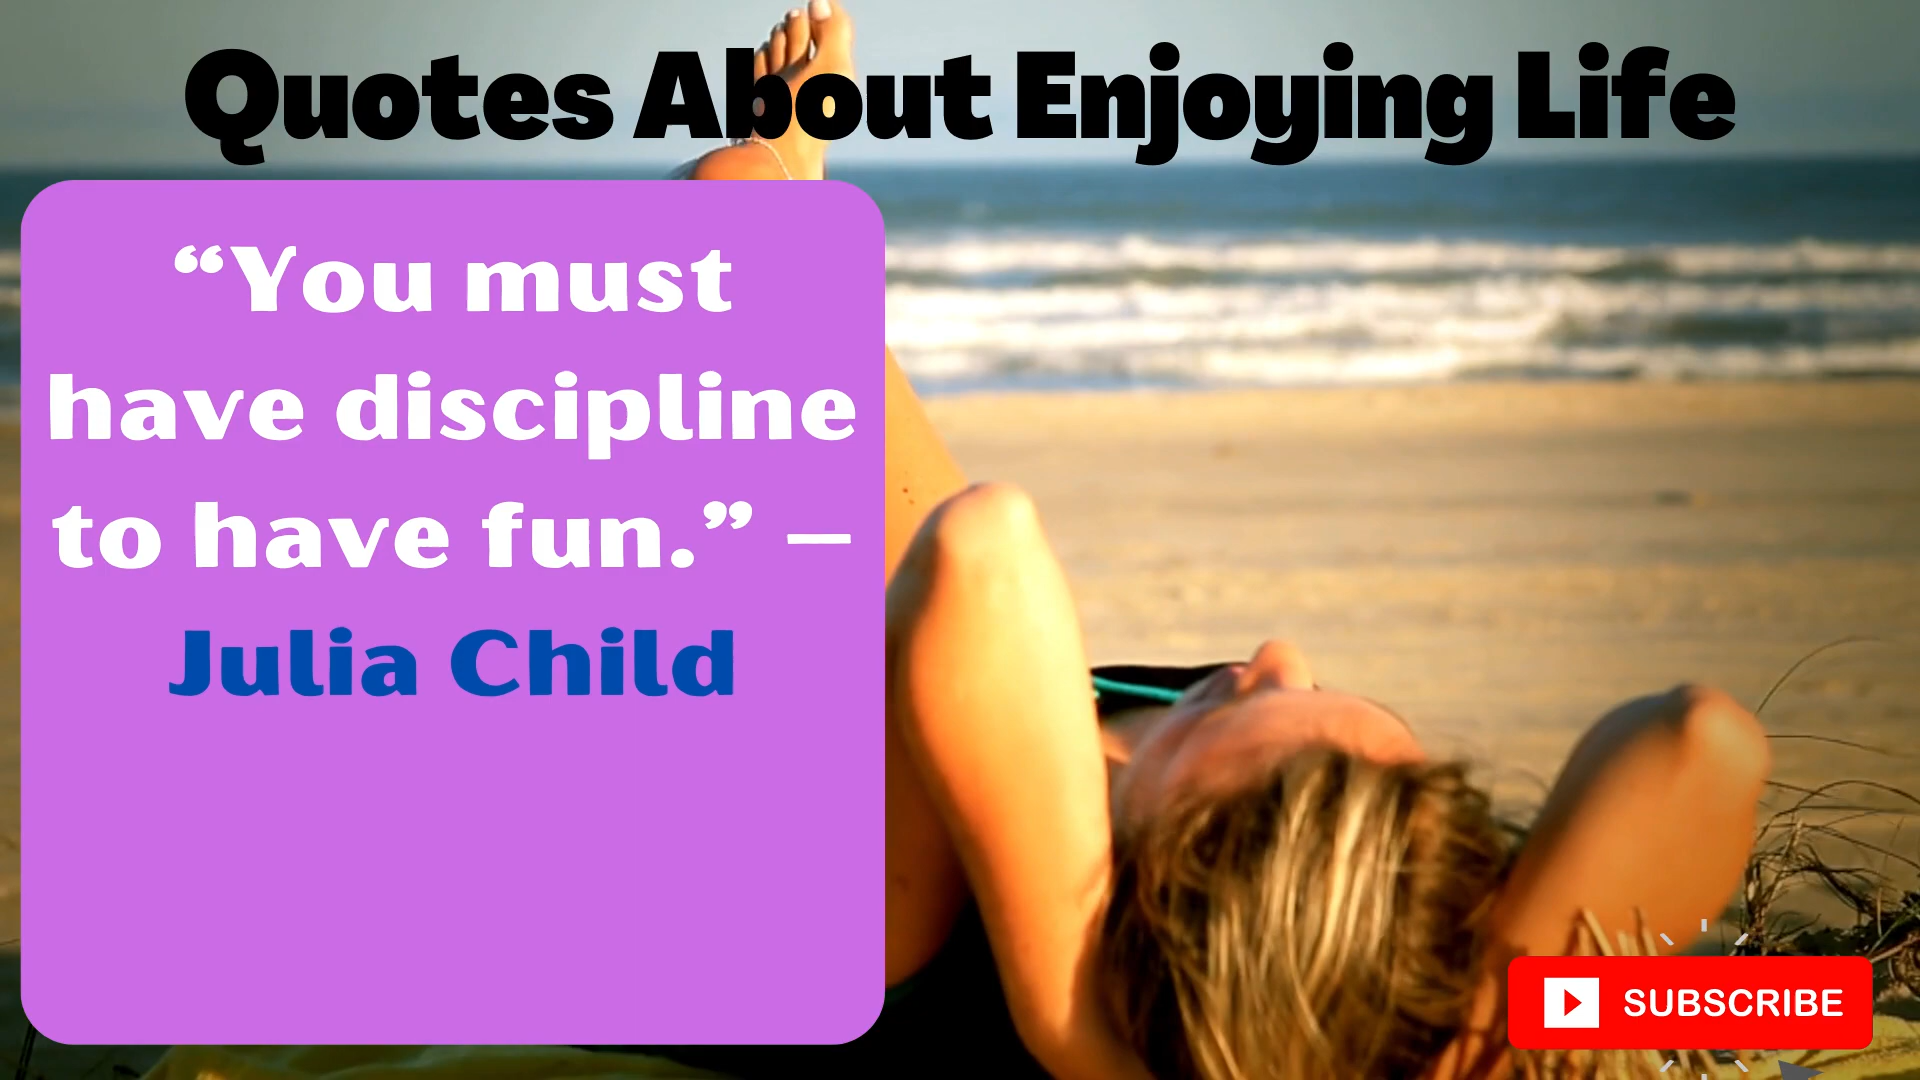 Quotes About Enjoying Life
“You must
have discipline
to have fun.” –
Julia Child
SUBSCRIBE